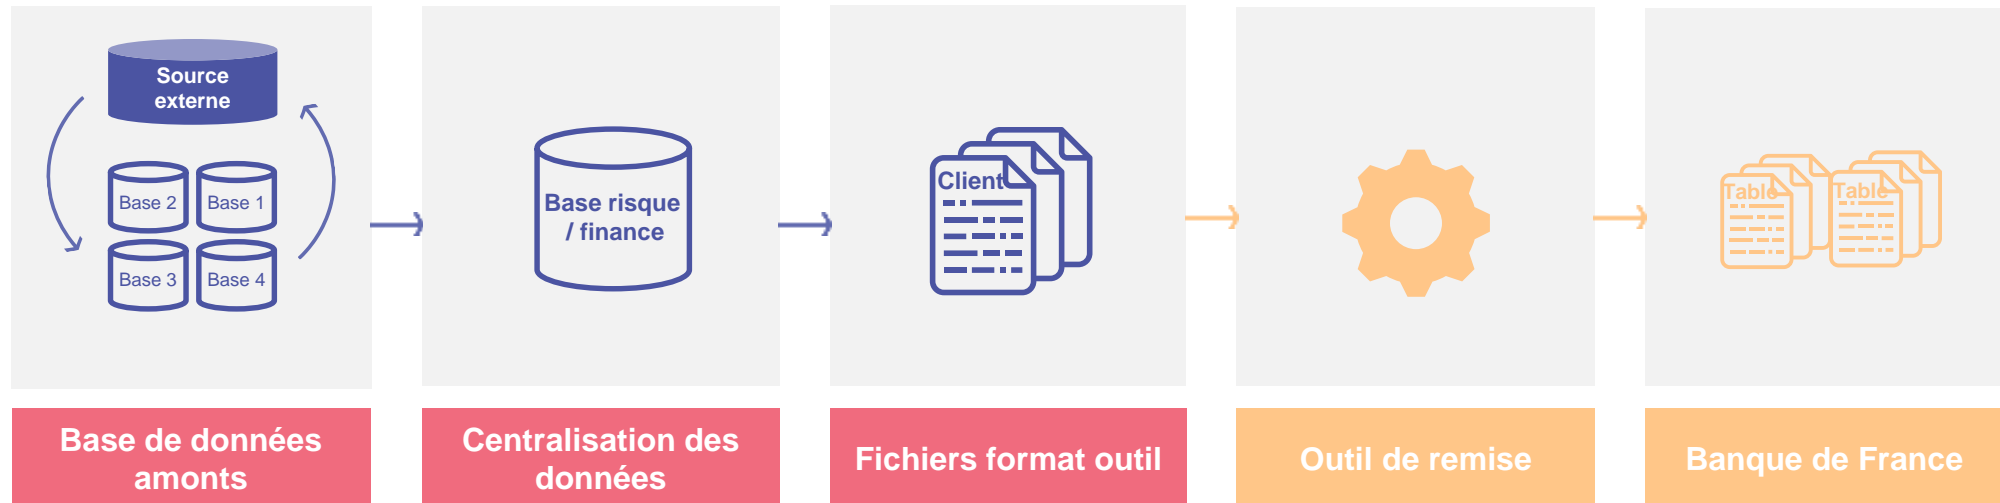 Source
externe
Base 2
Base 1
Base 3
Base 4
Base risque
/ finance
Client
Table
Table
Base de données
amonts
Centralisation des
données
Fichiers format outil
Outil de remise
Banque de France